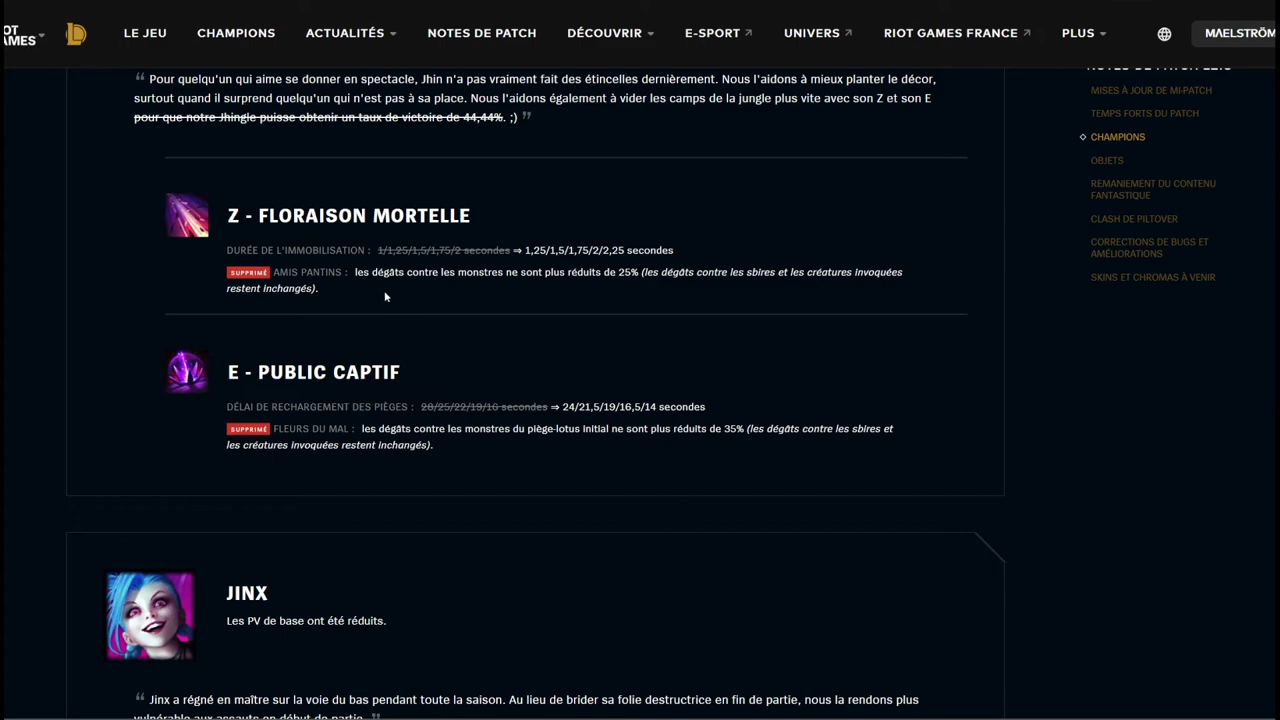 LE JEU CHAMPIONS ACTUALITÉS NOTES DE PATCH DÉCOUVRIR E-SPORT UNIVERS RIOT GAMES FRANCE PLUS MAELSTRÖM
“ Pour quelqu'un qui aime se donner en spectacle, Jhin n'a pas vraiment fait des étincelles dernièrement. Nous l'aidons à mieux planter le décor,
surtout quand il surprend quelqu'un qui n'est pas à sa place. Nous l'aidons également à vider les camps de la jungle plus vite avec son Z et son E
pour que notre Jhingle puisse obtenir un taux de victoire de 44,44%. ;) ”
Z - FLORAISON MORTELLE
DURÉE DE L'IMMOBILISATION : 1/1,25/1,5/1,75/2 secondes ⇒ 1,25/1,5/1,75/2/2,25 secondes
SUPPRIMÉ AMIS PANTINS : les dégâts contre les monstres ne sont plus réduits de 25% (les dégâts contre les sbires et les créatures invoquées
restent inchangés).
E - PUBLIC CAPTIF
DÉLAI DE RECHARGEMENT DES PIÈGES : 28/25/22/19/16 secondes ⇒ 24/21,5/19/16,5/14 secondes
SUPPRIMÉ FLEURS DU MAL : les dégâts contre les monstres du piège-lotus initial ne sont plus réduits de 35% (les dégâts contre les sbires et
les créatures invoquées restent inchangés).
JINX
Les PV de base ont été réduits.
“ Jinx a régné en maître sur la voie du bas pendant toute la saison. Au lieu de brider sa folie destructrice en fin de partie, nous la rendons plus
vulnérable aux assauts en début de partie. ”
MISES À JOUR DE MI-PATCH
TEMPS FORTS DU PATCH
CHAMPIONS
OBJETS
REMANIEMENT DU CONTENU
FANTASTIQUE
CLASH DE PILTOVER
CORRECTIONS DE BUGS ET
AMÉLIORATIONS
SKINS ET CHROMAS À VENIR